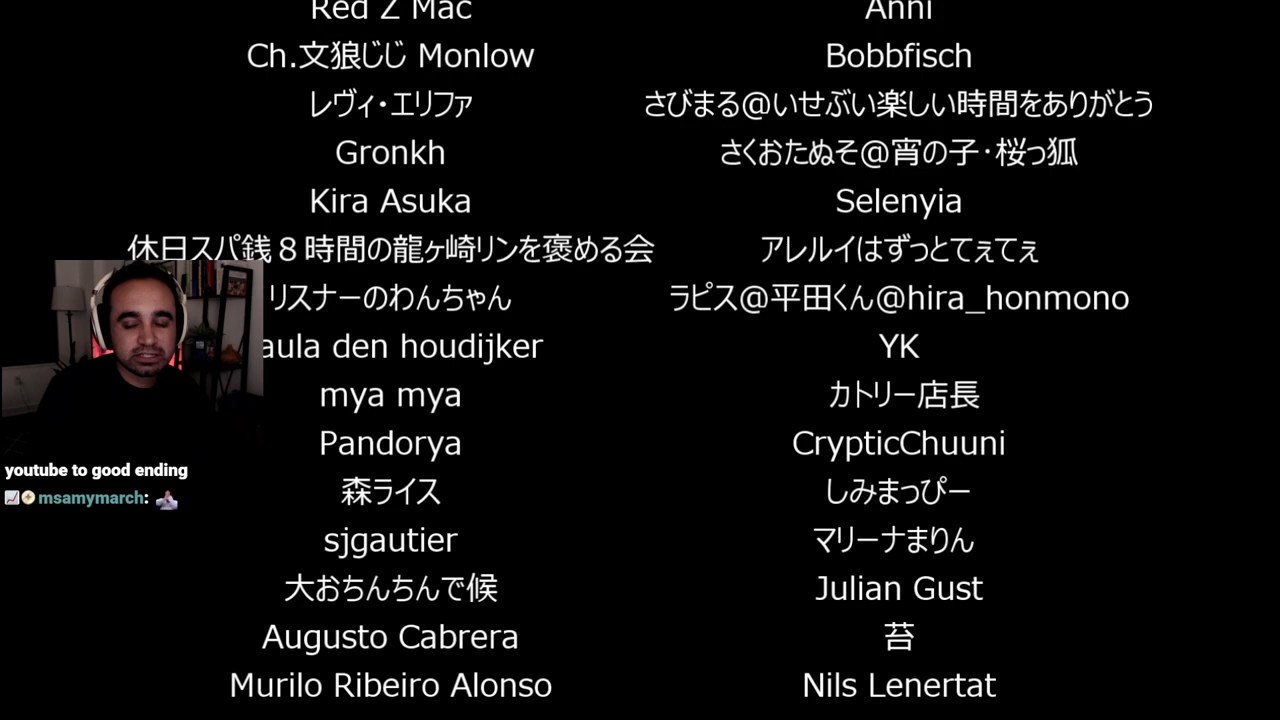 Red Z Mac
Anni
Ch.文狼じじ Monlow
Bobbfisch
レヴィ・エリファ
さびまる@いせぶい楽しい時間をありがとう
Gronkh
さくおたぬそ@宵の子・桜っ狐
Kira Asuka
Selenyia
休日スパ銭８時間の龍ヶ崎リンを褒める会
アレルイはずっとてぇてぇ
リスナーのわんちゃん
ラピス@平田くん@hira_honmono
aula den houdijker
YK
mya mya
カトリー店長
Pandorya
CrypticChuuni
youtube to good ending
msamymarch:
森ライス
しみまっぴー
sjgautier
マリーナまりん
大おちんちんで候
Julian Gust
Augusto Cabrera
苔
Murilo Ribeiro Alonso
Nils Lenertat